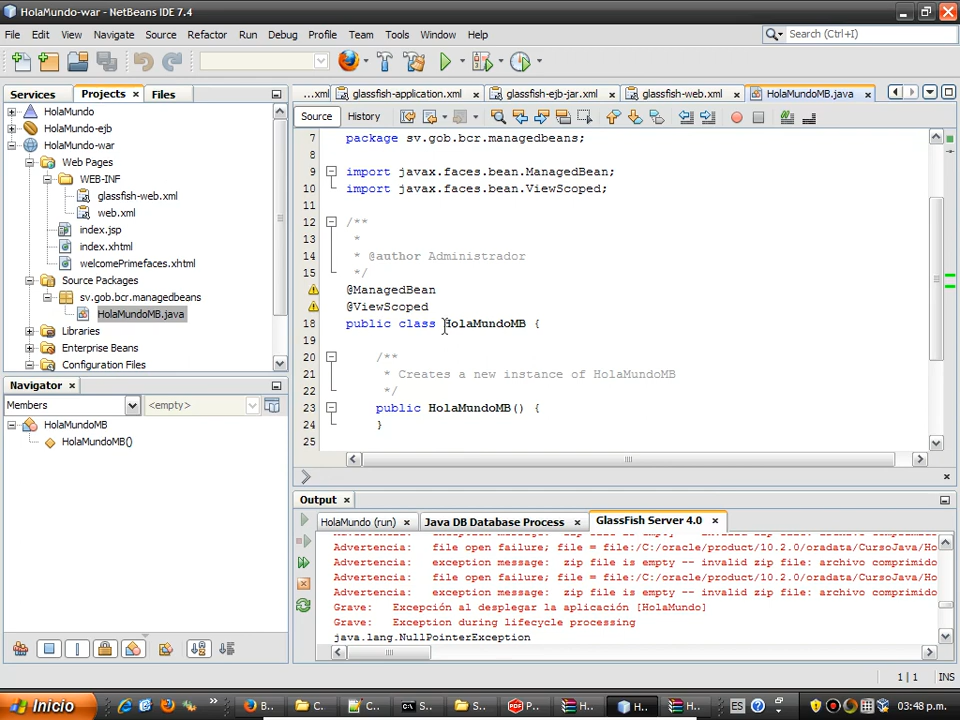 HolaMundo-war - NetBeans IDE 7.4
File Edit View Navigate Source Refactor Run Debug Profile Team Tools Window Help
Search (Ctrl+I)
Services Projects Files
...xml glassfish-application.xml glassfish-ejb-jar.xml glassfish-web.xml HolaMundoMB.java
HolaMundo
HolaMundo-ejb
HolaMundo-war
Web Pages
WEB-INF
glassfish-web.xml
web.xml
index.jsp
index.xhtml
welcomePrimefaces.xhtml
Source Packages
sv.gob.bcr.managedbeans
HolaMundoMB.java
Libraries
Enterprise Beans
Configuration Files
Source History
7 package sv.gob.bcr.managedbeans;
8
9 import javax.faces.bean.ManagedBean;
10 import javax.faces.bean.ViewScoped;
11
12 /**
13 *
14 * @author Administrador
15 */
@ManagedBean
@ViewScoped
18 public class HolaMundoMB {
19
20 /**
21 * Creates a new instance of HolaMundoMB
22 */
23 public HolaMundoMB() {
24 }
25
Navigator
Members <empty>
HolaMundoMB
HolaMundoMB()
Output
HolaMundo (run) Java DB Database Process GlassFish Server 4.0
Advertencia: file open failure; file = file:/C:/oracle/product/10.2.0/oradata/CursoJava/Ho
Advertencia: exception message: zip file is empty -- invalid zip file: archivo comprimido
Advertencia: file open failure; file = file:/C:/oracle/product/10.2.0/oradata/CursoJava/Ho
Advertencia: exception message: zip file is empty -- invalid zip file: archivo comprimido
Grave: Excepción al desplegar la aplicación [HolaMundo]
Grave: Exception during lifecycle processing
java.lang.NullPointerException
1 | 1 INS
Inicio
B... C... C... S... S... P... H... H... H... ES 03:48 p.m.